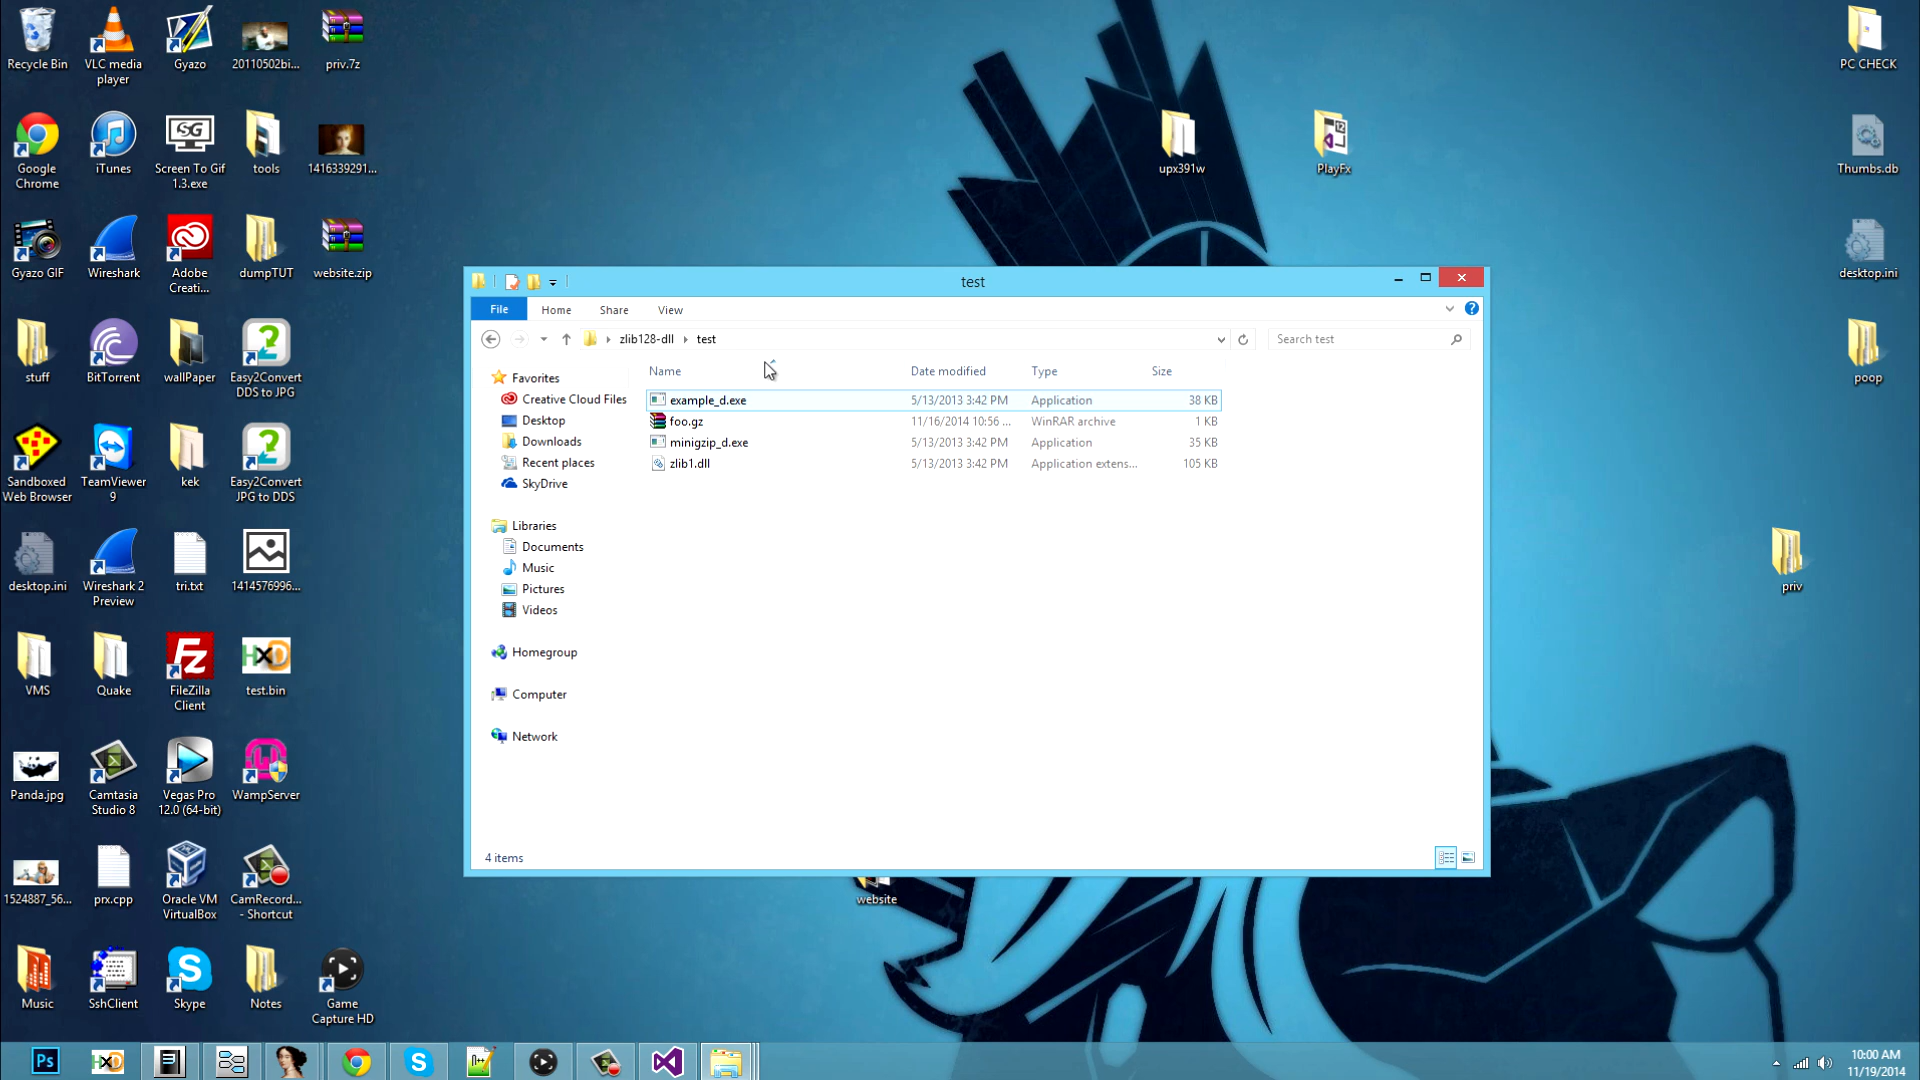 Recycle Bin
VLC media
player
Gyazo
20110502bi...
priv.7z
PC CHECK
Google
Chrome
iTunes
Screen To Gif
1.3.exe
tools
1416339291...
upx391w
PlayFx
Thumbs.db
Gyazo GIF
Wireshark
Adobe
Creati...
dumpTUT
website.zip
desktop.ini
stuff
BitTorrent
wallPaper
Easy2Convert
DDS to JPG
poop
Sandboxed
Web Browser
TeamViewer
9
kek
Easy2Convert
JPG to DDS
desktop.ini
Wireshark 2
Preview
tri.txt
1414576996...
priv
VMS
Quake
FileZilla
Client
test.bin
Panda.jpg
Camtasia
Studio 8
Vegas Pro
12.0 (64-bit)
WampServer
1524887_56...
prx.cpp
Oracle VM
VirtualBox
CamRecord...
- Shortcut
website
Music
SshClient
Skype
Notes
Game
Capture HD
test
File Home Share View
zlib128-dll test
Search test
Name Date modified Type Size
example_d.exe 5/13/2013 3:42 PM Application 38 KB
foo.gz 11/16/2014 10:56 ... WinRAR archive 1 KB
minigzip_d.exe 5/13/2013 3:42 PM Application 35 KB
zlib1.dll 5/13/2013 3:42 PM Application extens... 105 KB
Favorites
Creative Cloud Files
Desktop
Downloads
Recent places
SkyDrive
Libraries
Documents
Music
Pictures
Videos
Homegroup
Computer
Network
4 items
10:00 AM
11/19/2014